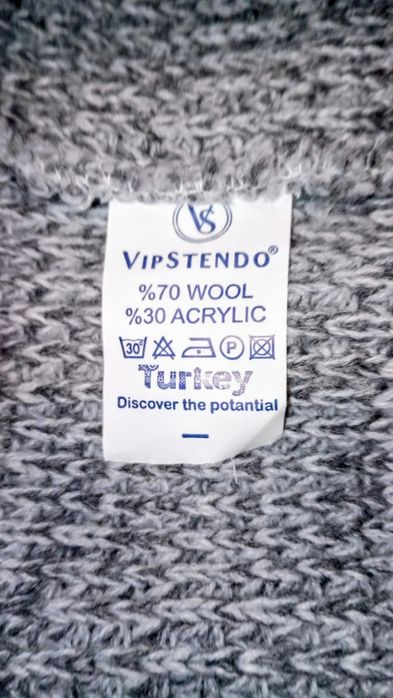 VS
VIPSTENDO®
%70 WOOL
%30 ACRYLIC
30° P
Turkey
Discover the potantial